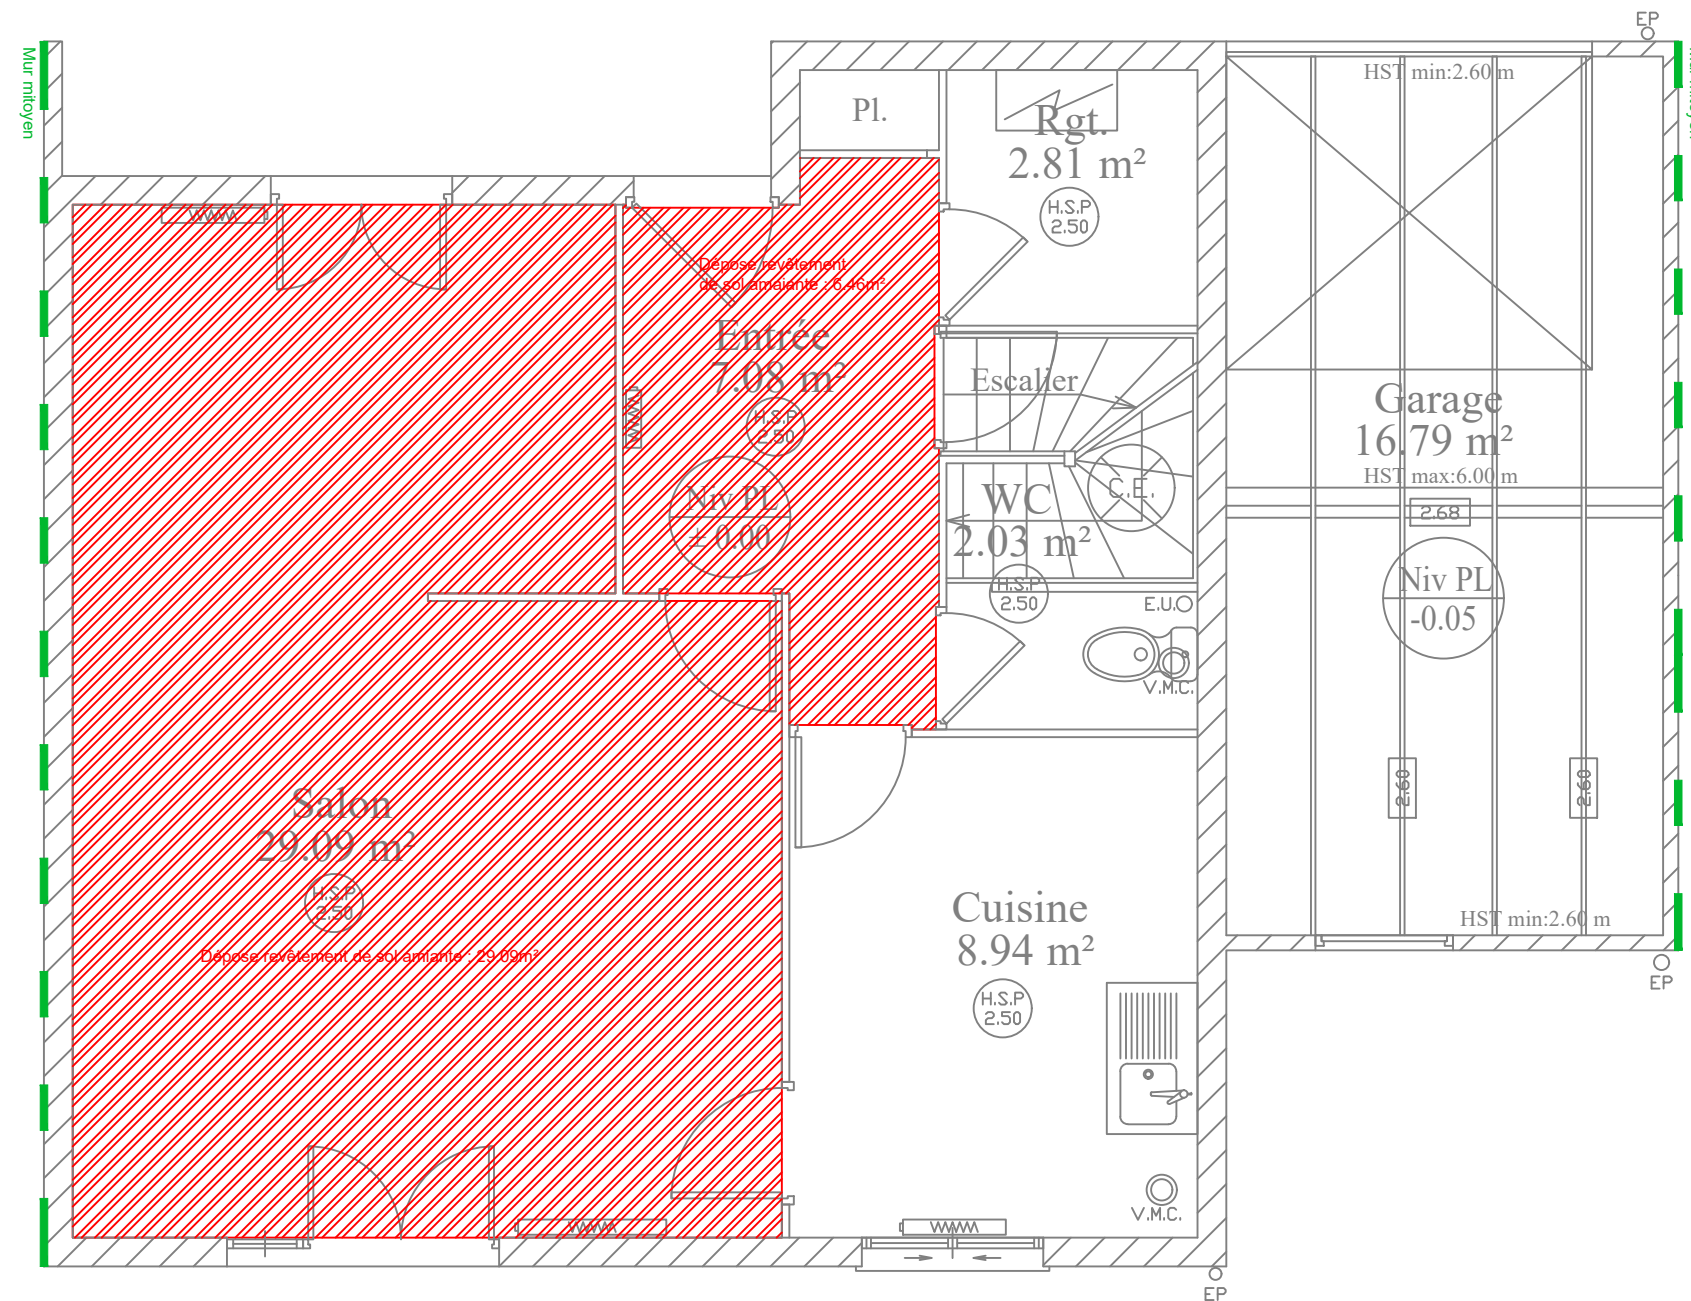 EP
Mur mitoyen
HST min:2.60 m
Pl.
Rgt.
2.81 m²
H.S.P
2.50
Dépose revêtement
de sol amaiante : 6.46m²
Entrée
7.08 m²
H.S.P
2.50
Escalier
Garage
16.79 m²
HST max:6.00 m
2.68
Niv PL
± 0.00
WC
2.03 m²
C.E.
H.S.P
2.50
E.U.
V.M.C.
Niv PL
-0.05
2.60
2.60
Salon
29.09 m²
H.S.P
2.50
Dépose revêtement de sol amiante : 29.09m²
Cuisine
8.94 m²
H.S.P
2.50
HST min:2.60 m
EP
V.M.C.
EP